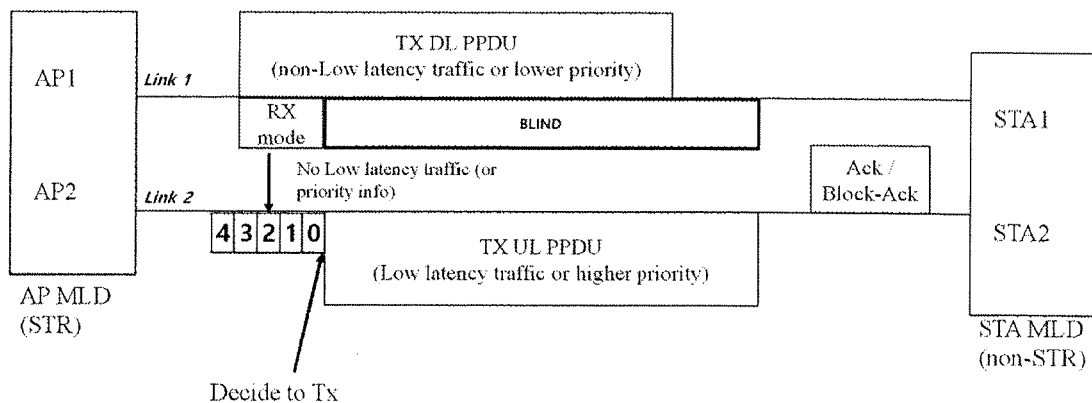 TX DL PPDU
(non-Low latency traffic or lower priority)
AP1
Link 1
RX
mode
BLIND
STA1
No Low latency traffic (or
priority info)
Ack /
Block-Ack
AP2
Link 2
4 3 2 1 0
TX UL PPDU
(Low latency traffic or higher priority)
STA2
AP MLD
(STR)
STA MLD
(non-STR)
Decide to Tx